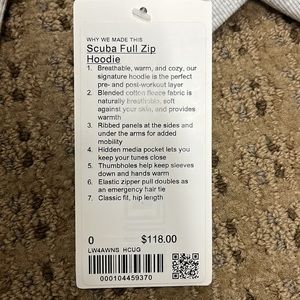 WHY WE MADE THIS
Scuba Full Zip
Hoodie
1. Breathable, warm, and cozy, our
signature hoodie is the perfect
pre- and post-workout layer
2. Blended cotton fleece fabric is
naturally breathable, soft
against your skin, and provides
warmth
3. Ribbed panels at the sides and
under the arms for added
mobility
4. Hidden media pocket lets you
keep your tunes close
5. Thumbholes help keep sleeves
down and hands warm
6. Elastic zipper pull doubles as
an emergency hair tie
7. Classic fit, hip length
0 $118.00
LW4AWNS HCUG
000104459370